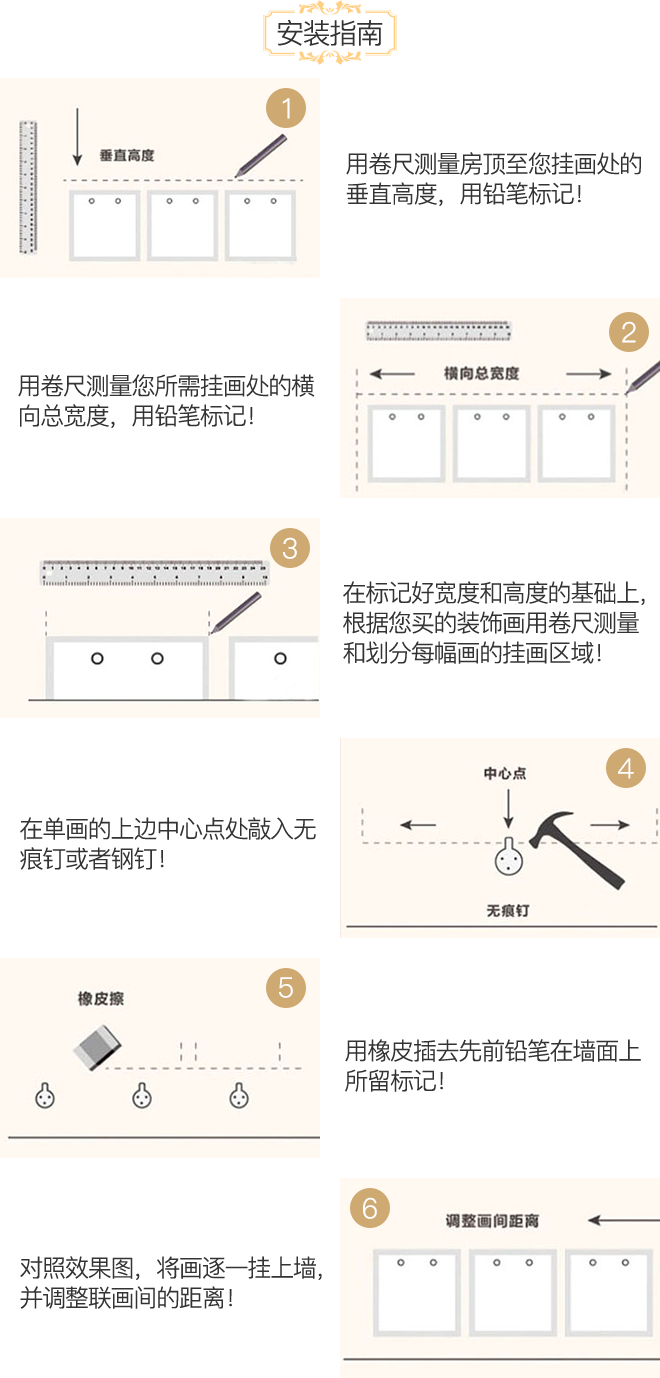 安装指南
1
垂直高度
用卷尺测量房顶至您挂画处的
垂直高度，用铅笔标记！
2
横向总宽度
用卷尺测量您所需挂画处的横
向总宽度，用铅笔标记！
3
在标记好宽度和高度的基础上，
根据您买的装饰画用卷尺测量
和划分每幅画的挂画区域！
4
中心点
无痕钉
在单画的上边中心点处敲入无
痕钉或者钢钉！
5
橡皮擦
用橡皮插去先前铅笔在墙面上
所留标记！
6
调整画间距离
对照效果图，将画逐一挂上墙，
并调整联画间的距离！